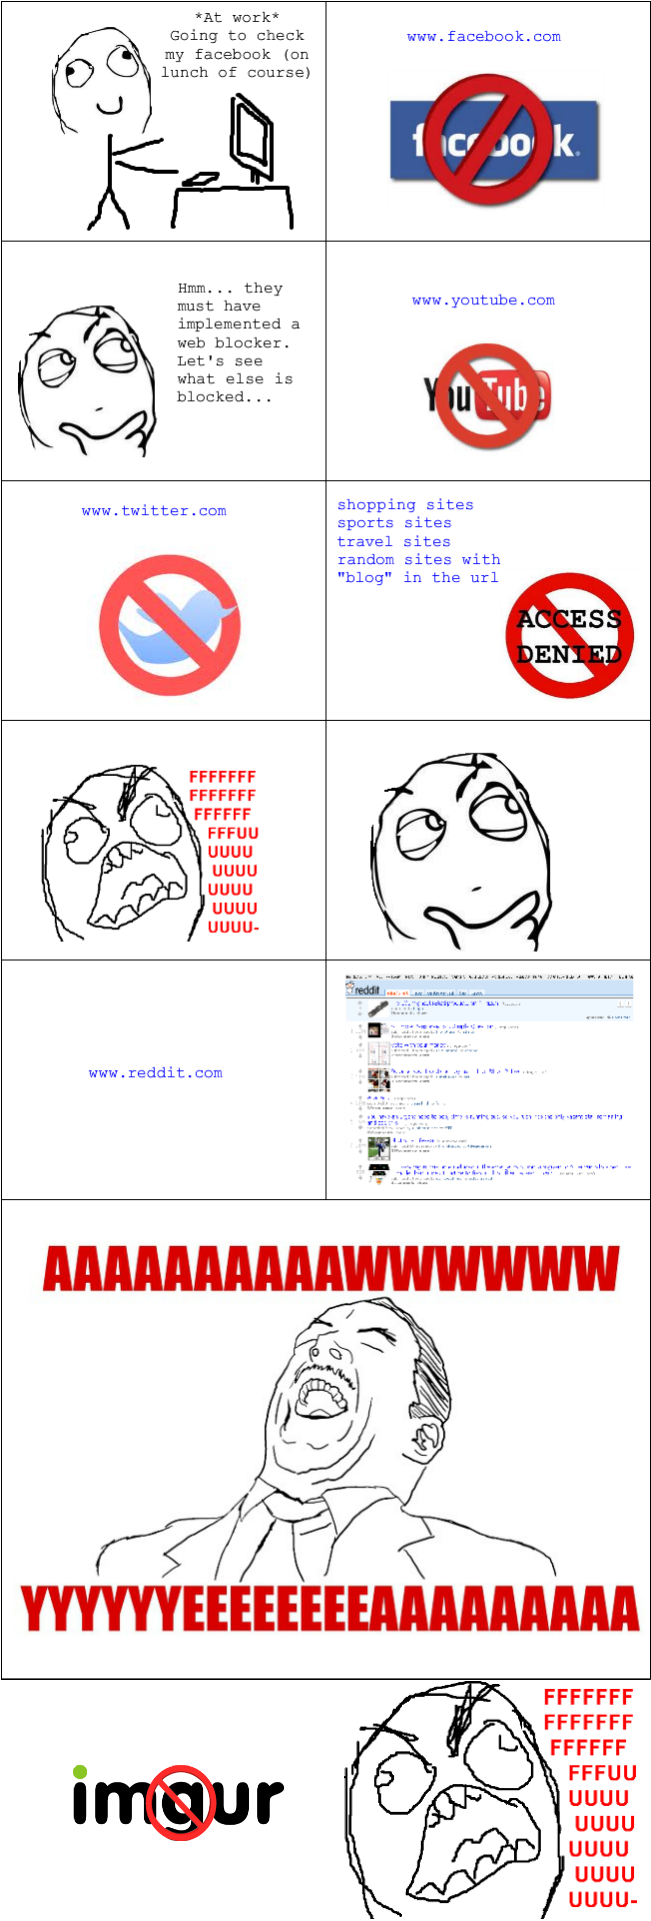 *At work*
Going to check
my facebook (on
lunch of course)
www.facebook.com
facebook.
Hmm... they
must have
implemented a
web blocker.
Let's see
what else is
blocked...
www.youtube.com
YouTube
www.twitter.com
shopping sites
sports sites
travel sites
random sites with
"blog" in the url
ACCESS
DENIED
FFFFFFF
FFFFFFF
FFFFFF
FFFUU
UUUU
UUUU
UUUU
UUUU
UUUU-
www.reddit.com
reddit
AAAAAAAAAAWWWWWW
YYYYYYEEEEEEEEAAAAAAAAA
imgur
FFFFFFF
FFFFFFF
FFFFFF
FFFUU
UUUU
UUUU
UUUU
UUUU
UUUU-